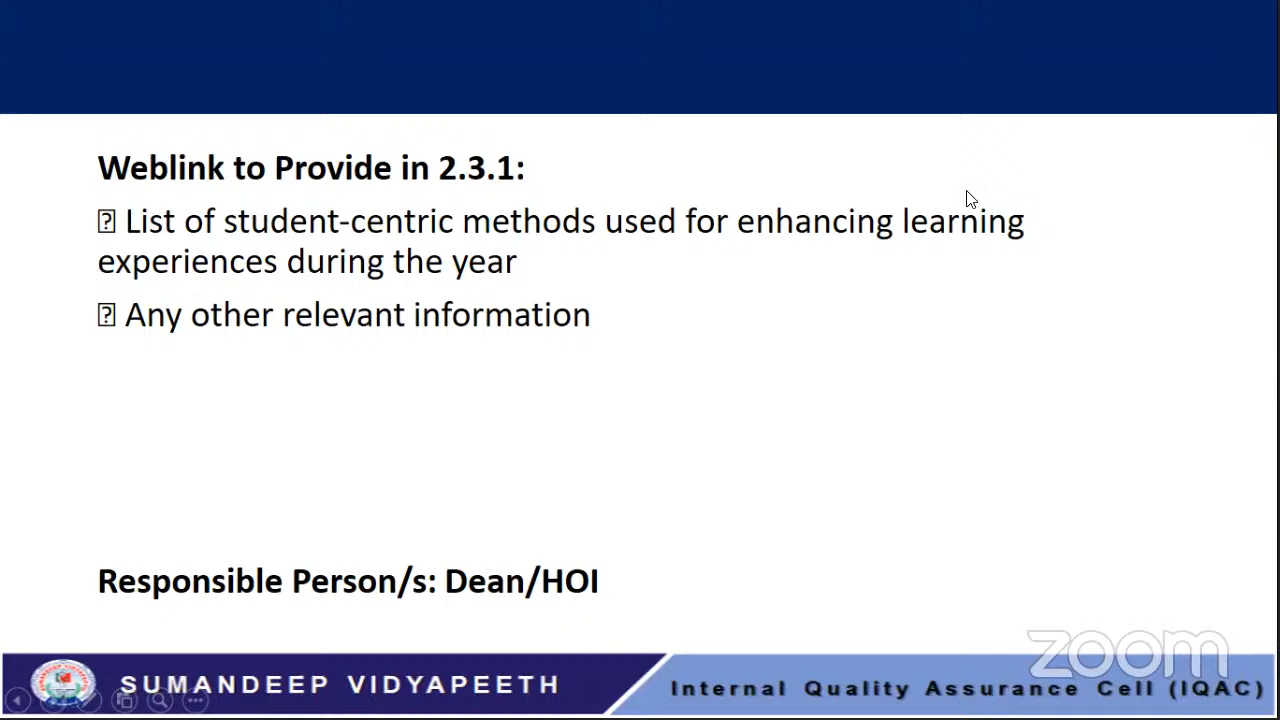 Weblink to Provide in 2.3.1:
⍰ List of student-centric methods used for enhancing learning
experiences during the year
⍰ Any other relevant information
Responsible Person/s: Dean/HOI
zoom
SUMANDEEP VIDYAPEETH
Internal Quality Assurance Cell (IQAC)